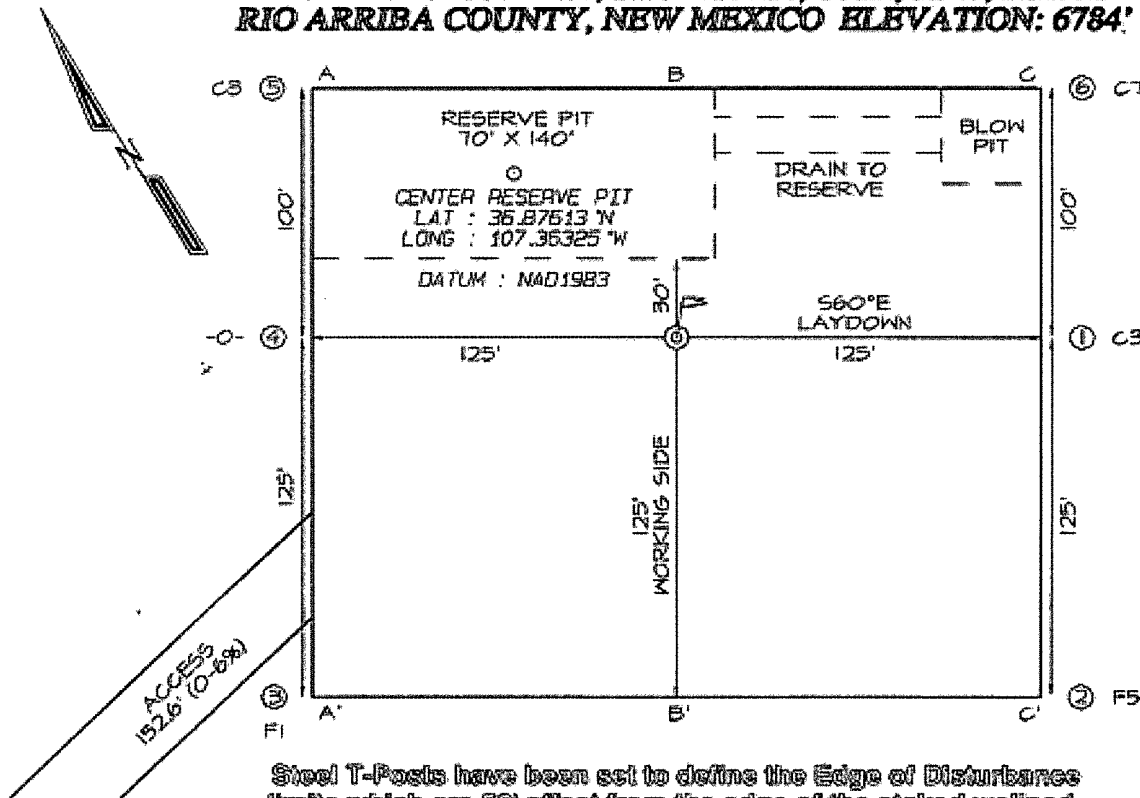 RIO ARRIBA COUNTY, NEW MEXICO ELEVATION: 6784'
A B C
⑤ ⑥
N
RESERVE PIT
70' X 140'
BLOW
PIT
DRAIN TO
RESERVE
CENTER RESERVE PIT
LAT : 36.87613°N
LONG : 107.35325°W
DATUM : NAD1983
100'
100'
30'
S60°E
LAYDOWN
-0- ④
① C3
125'
125'
125'
125'
WORKING SIDE
125'
ACCESS
152.6' (0-6%)
③
② F5
A' B' C'
F1
Steel T-Posts have been set to define the Edge of Disturbance